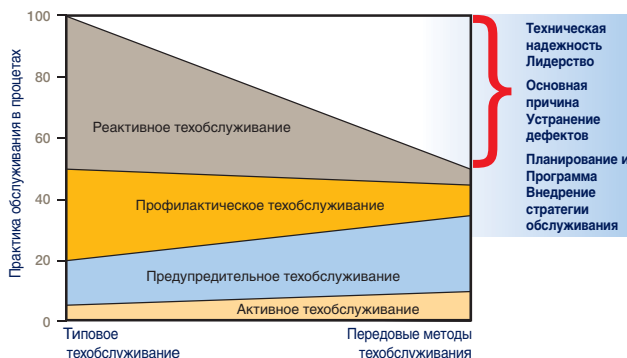 Практика обслуживания в процетах
100
80
60
40
20
0
Реактивное техобслуживание
Профилактическое техобслуживание
Предупредительное техобслуживание
Активное техобслуживание
Типовое
техобслуживание
Передовые методы
техобслуживания
Техническая
надежность
Лидерство
Основная
причина
Устранение
дефектов
Планирование и
Программа
Внедрение
стратегии
обслуживания